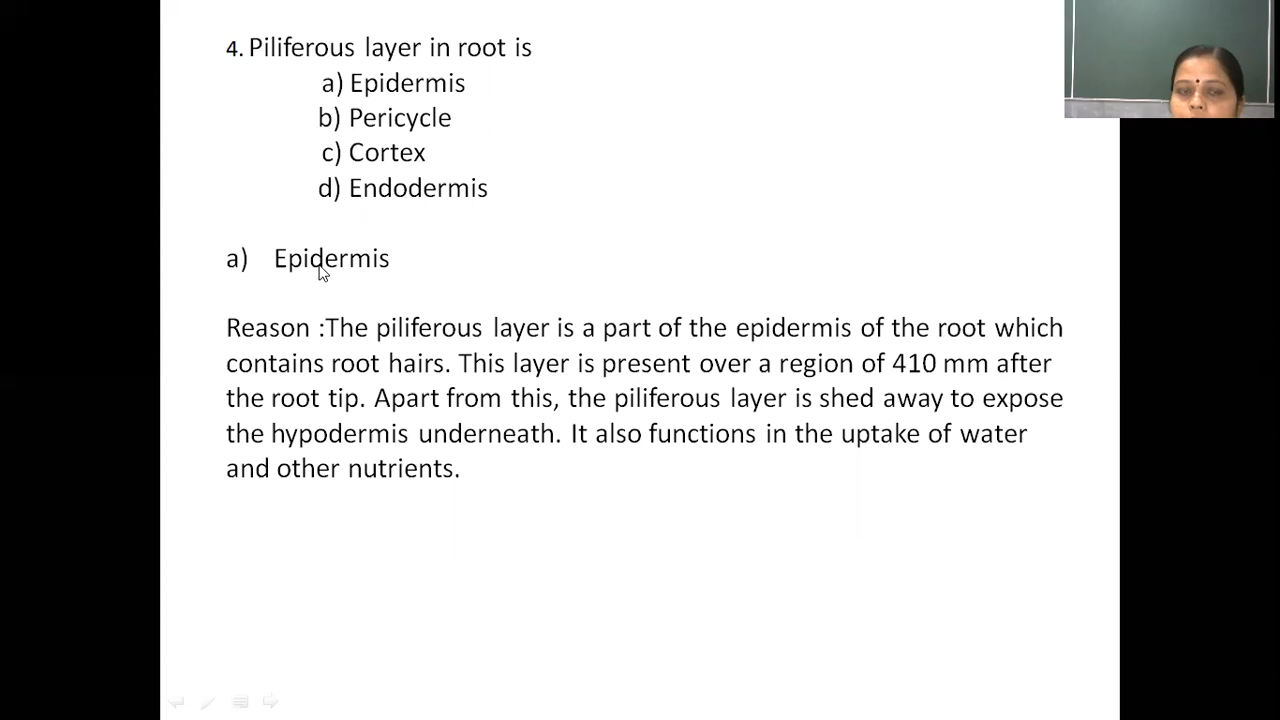 4. Piliferous layer in root is
a) Epidermis
b) Pericycle
c) Cortex
d) Endodermis
a) Epidermis
Reason :The piliferous layer is a part of the epidermis of the root which
contains root hairs. This layer is present over a region of 410 mm after
the root tip. Apart from this, the piliferous layer is shed away to expose
the hypodermis underneath. It also functions in the uptake of water
and other nutrients.